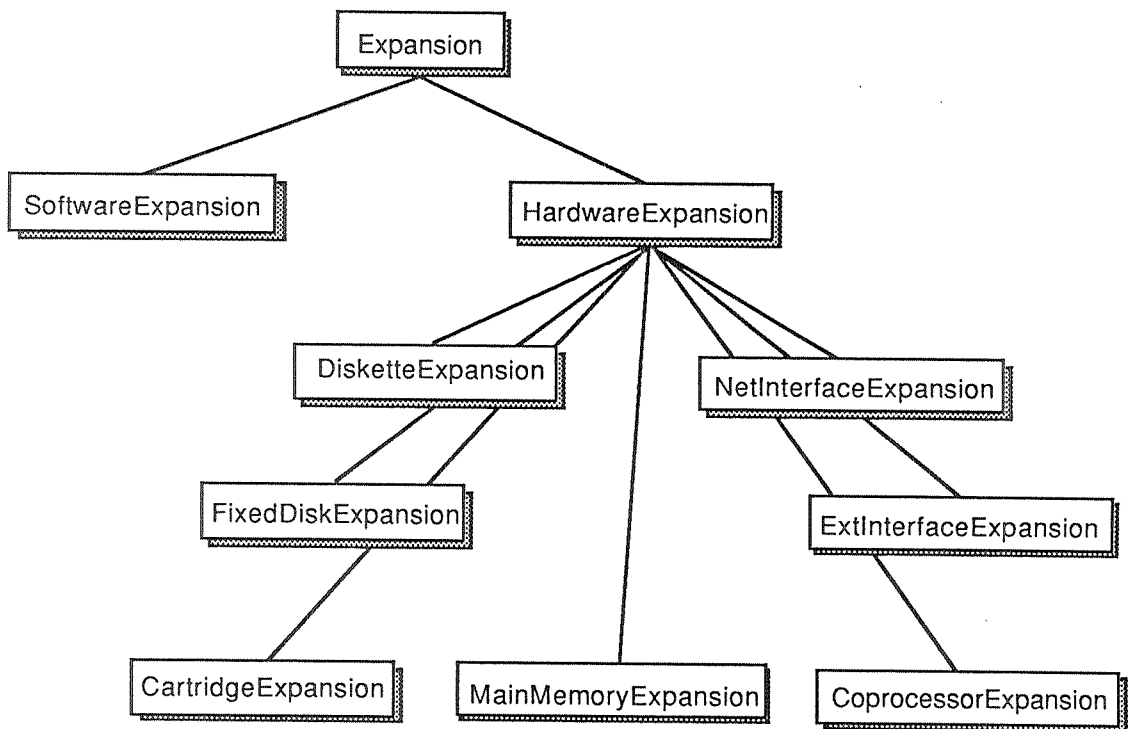 Expansion
SoftwareExpansion
HardwareExpansion
DisketteExpansion
NetInterfaceExpansion
FixedDiskExpansion
ExtInterfaceExpansion
CartridgeExpansion
MainMemoryExpansion
CoprocessorExpansion